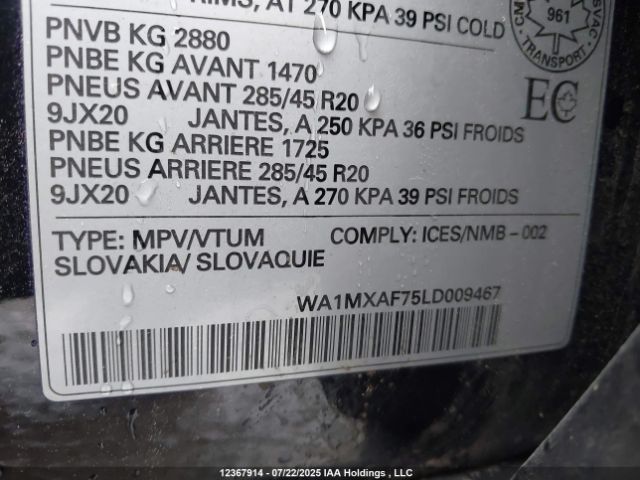 RIMS, AT 270 KPA 39 PSI COLD
PNVB KG 2880
PNBE KG AVANT 1470
PNEUS AVANT 285/45 R20
9JX20 JANTES, A 250 KPA 36 PSI FROIDS
PNBE KG ARRIERE 1725
PNEUS ARRIERE 285/45 R20
9JX20 JANTES, A 270 KPA 39 PSI FROIDS
961
TRANSPORT
EC
TYPE: MPV/VTUM COMPLY: ICES/NMB-002
SLOVAKIA/ SLOVAQUIE
WA1MXAF75LD009467
12367914 - 07/22/2025 IAA Holdings , LLC